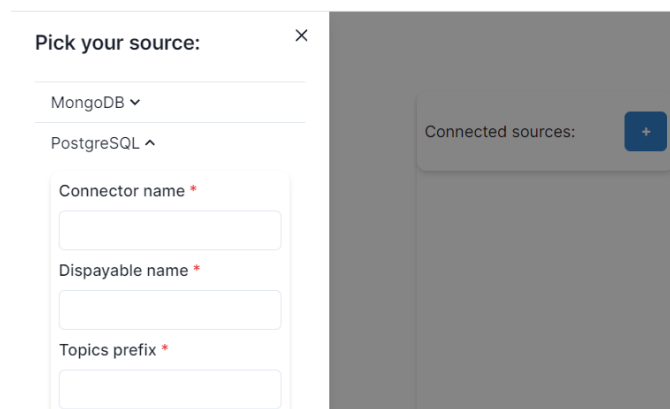 Pick your source:
MongoDB
PostgreSQL
Connector name *
Dispayable name *
Topics prefix *
Connected sources:
+